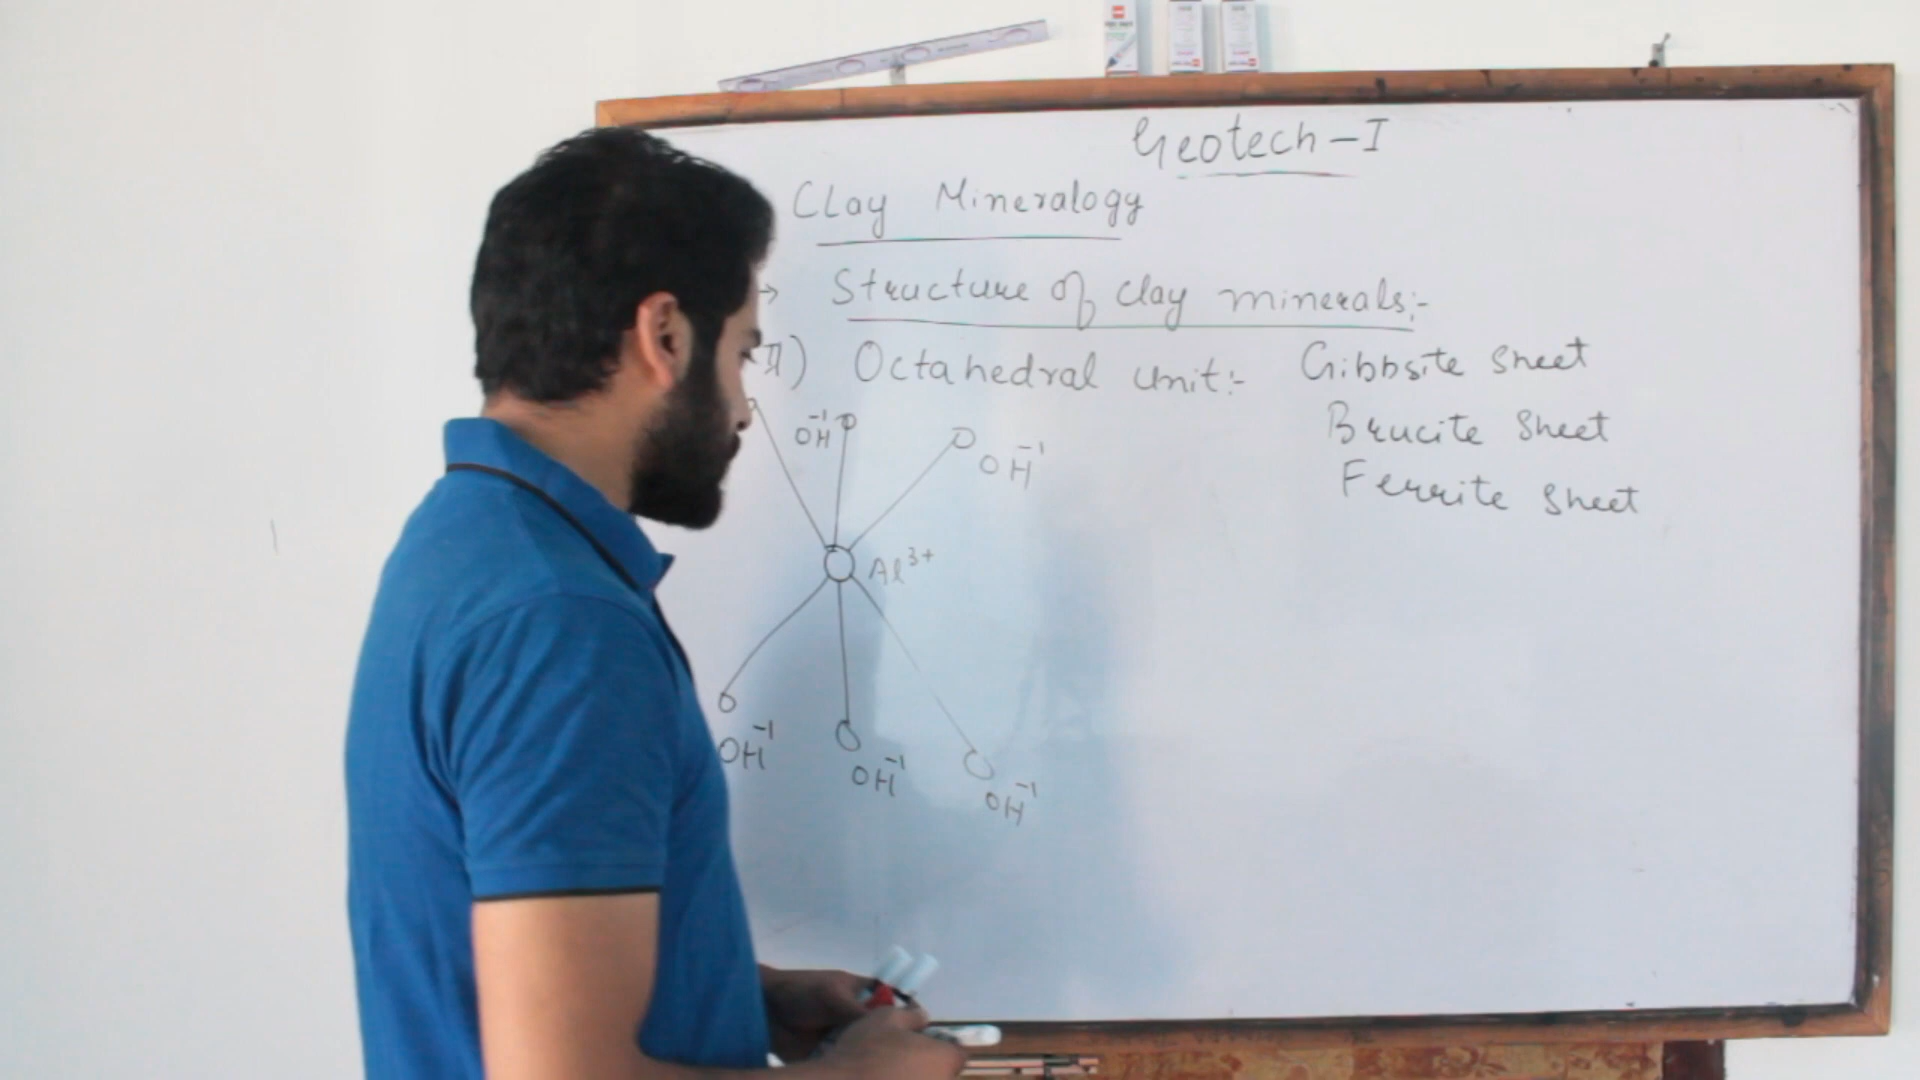 Geotech-I
Clay Mineralogy
→ Structure of clay minerals:-
II) Octahedral unit:- Gibbsite Sheet
Brucite Sheet
Ferrite Sheet
OH⁻¹
OH⁻¹
Al³⁺
OH⁻¹
OH⁻¹
OH⁻¹